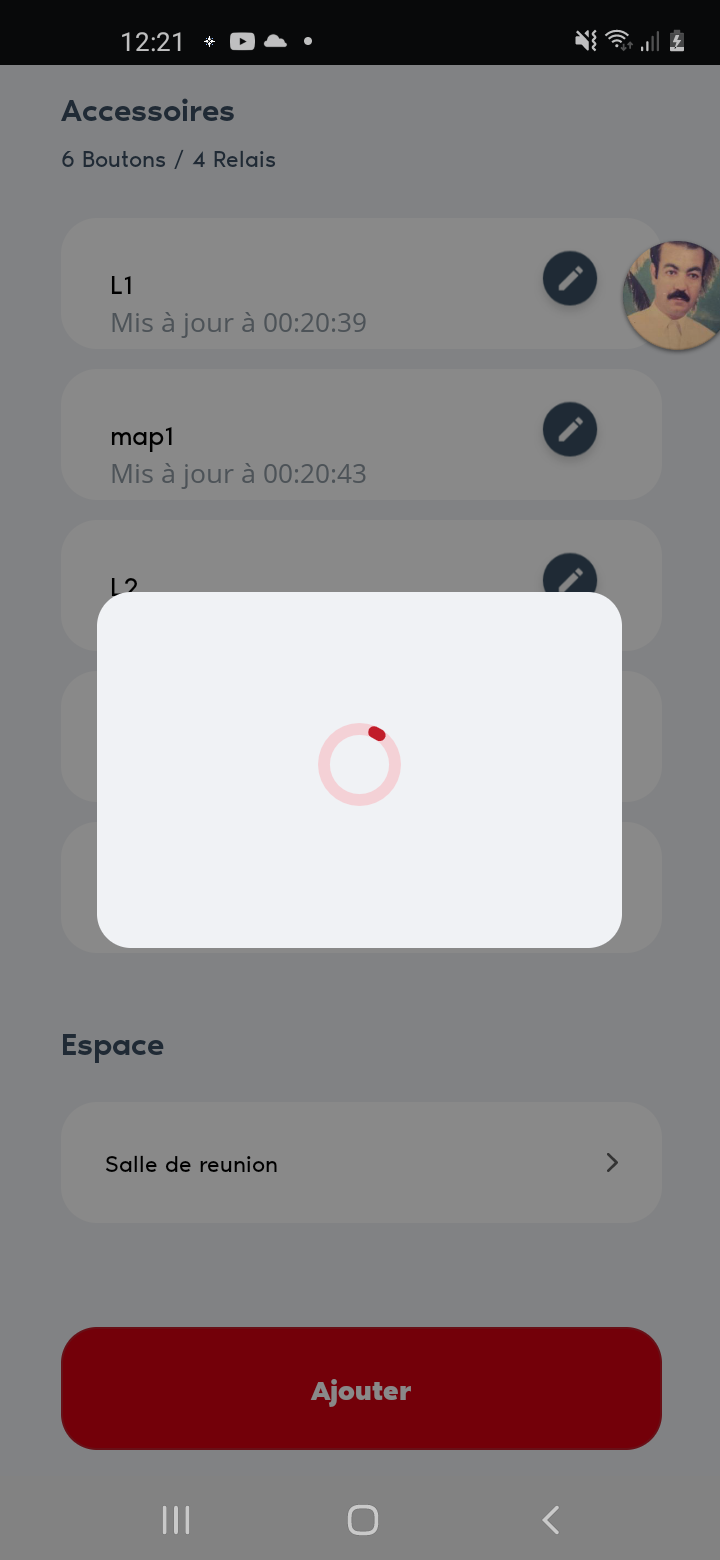 12:21
Accessoires
6 Boutons / 4 Relais
L1
Mis à jour à 00:20:39
map1
Mis à jour à 00:20:43
L2
Espace
Salle de reunion
Ajouter